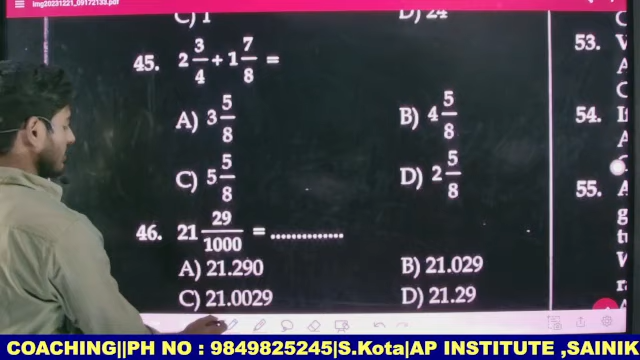 img20231221_09172133.pdf
C) 1 D) 24
45. 2 3/4 + 1 7/8 =
A) 3 5/8 B) 4 5/8
C) 5 5/8 D) 2 5/8
46. 21 29/1000 = ..............
A) 21.290 B) 21.029
C) 21.0029 D) 21.29
53.
54.
55.
COACHING||PH NO : 9849825245|S.Kota|AP INSTITUTE ,SAINIK